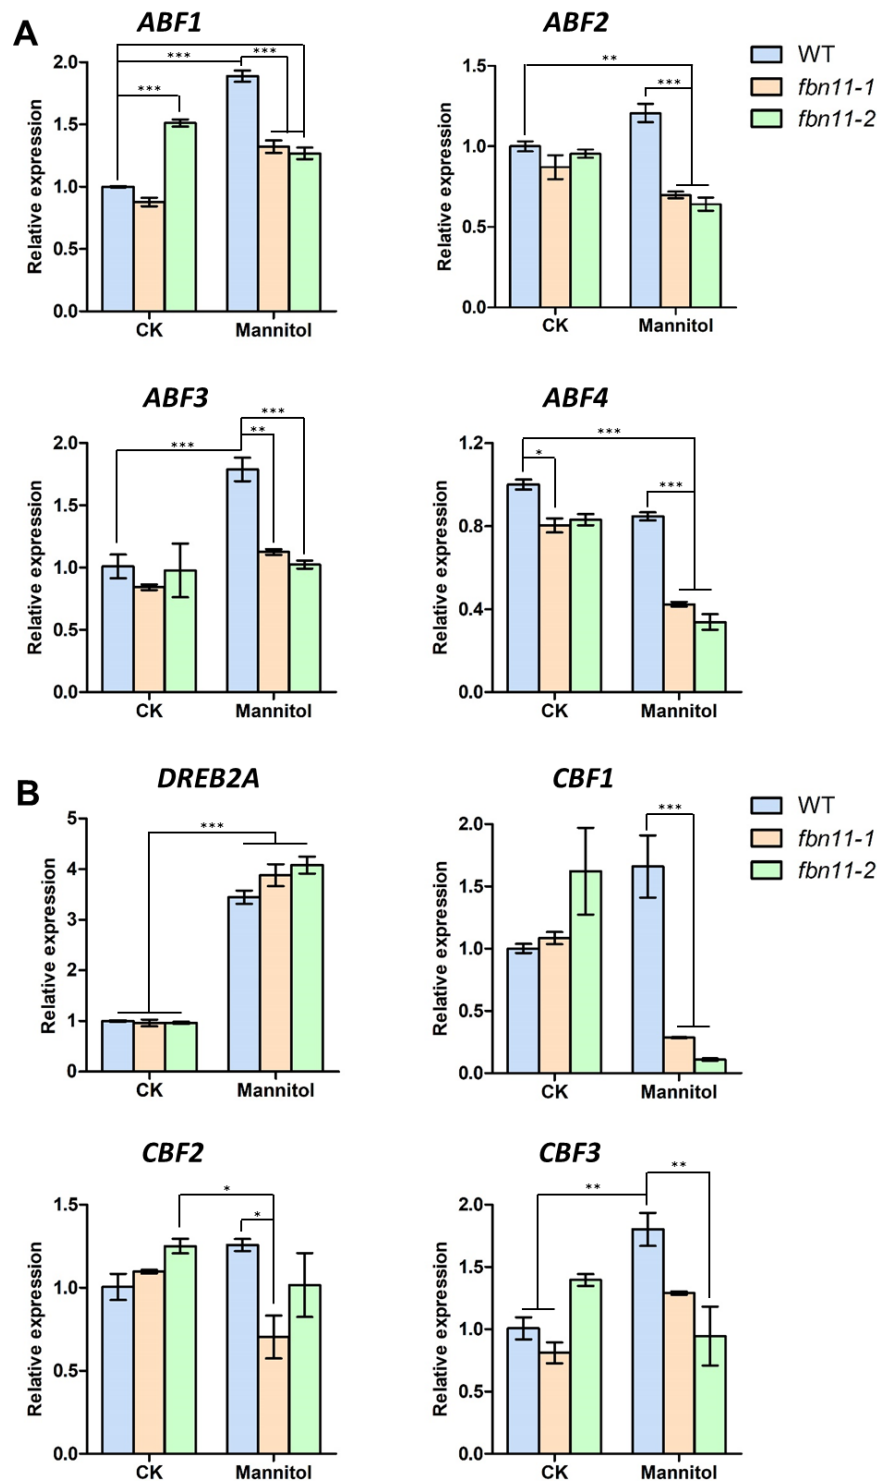 A
ABF1
ABF2
WT
fbn11-1
fbn11-2
Relative expression
2.0
1.5
1.0
0.5
0.0
***
***
***
CK
Mannitol
Relative expression
1.5
1.0
0.5
0.0
**
***
CK
Mannitol
ABF3
ABF4
Relative expression
2.0
1.5
1.0
0.5
0.0
***
***
**
CK
Mannitol
Relative expression
1.2
0.8
0.4
0.0
***
*
***
CK
Mannitol
B
DREB2A
CBF1
WT
fbn11-1
fbn11-2
Relative expression
5
4
3
2
1
0
***
CK
Mannitol
Relative expression
2.0
1.5
1.0
0.5
0.0
***
CK
Mannitol
CBF2
CBF3
Relative expression
1.5
1.0
0.5
0.0
*
*
CK
Mannitol
Relative expression
2.0
1.5
1.0
0.5
0.0
**
**
CK
Mannitol